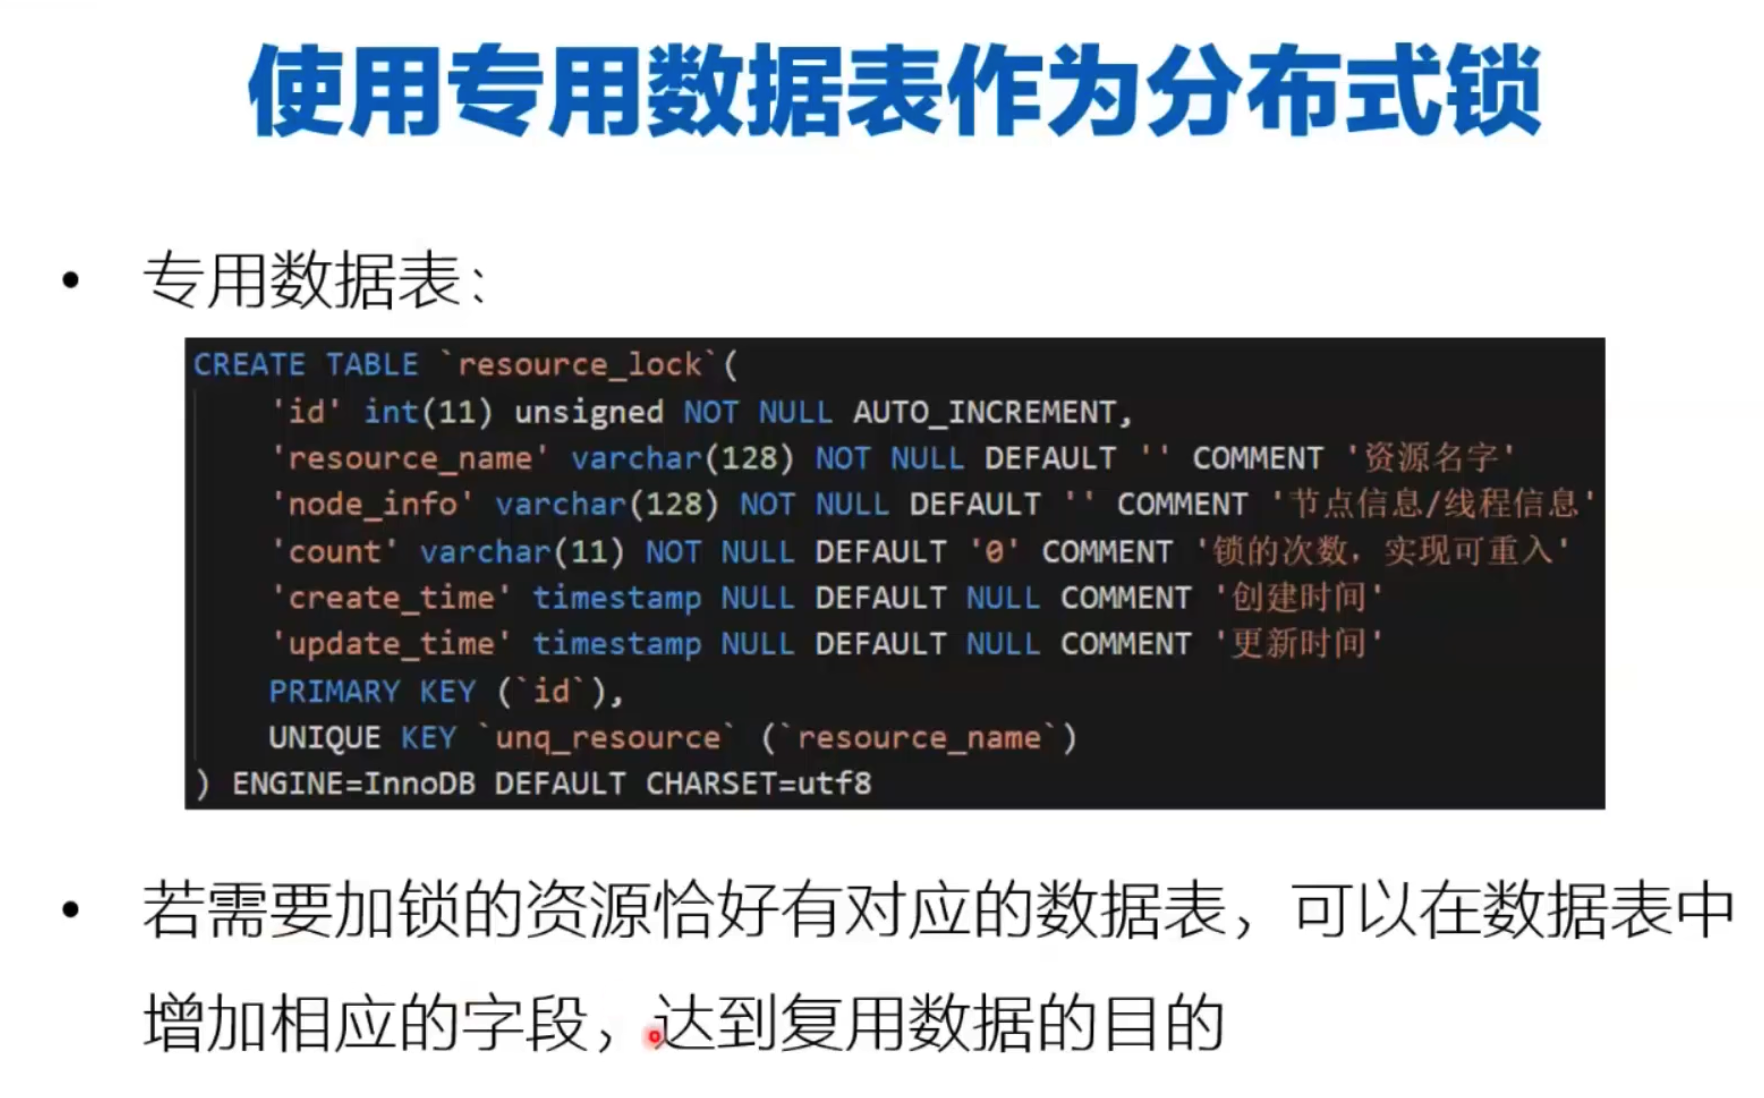 使用专用数据表作为分布式锁
• 专用数据表：
CREATE TABLE `resource_lock`(
'id' int(11) unsigned NOT NULL AUTO_INCREMENT,
'resource_name' varchar(128) NOT NULL DEFAULT '' COMMENT '资源名字'
'node_info' varchar(128) NOT NULL DEFAULT '' COMMENT '节点信息/线程信息'
'count' varchar(11) NOT NULL DEFAULT '0' COMMENT '锁的次数，实现可重入'
'create_time' timestamp NULL DEFAULT NULL COMMENT '创建时间'
'update_time' timestamp NULL DEFAULT NULL COMMENT '更新时间'
PRIMARY KEY (`id`),
UNIQUE KEY `unq_resource` (`resource_name`)
) ENGINE=InnoDB DEFAULT CHARSET=utf8
• 若需要加锁的资源恰好有对应的数据表，可以在数据表中
增加相应的字段，达到复用数据的目的